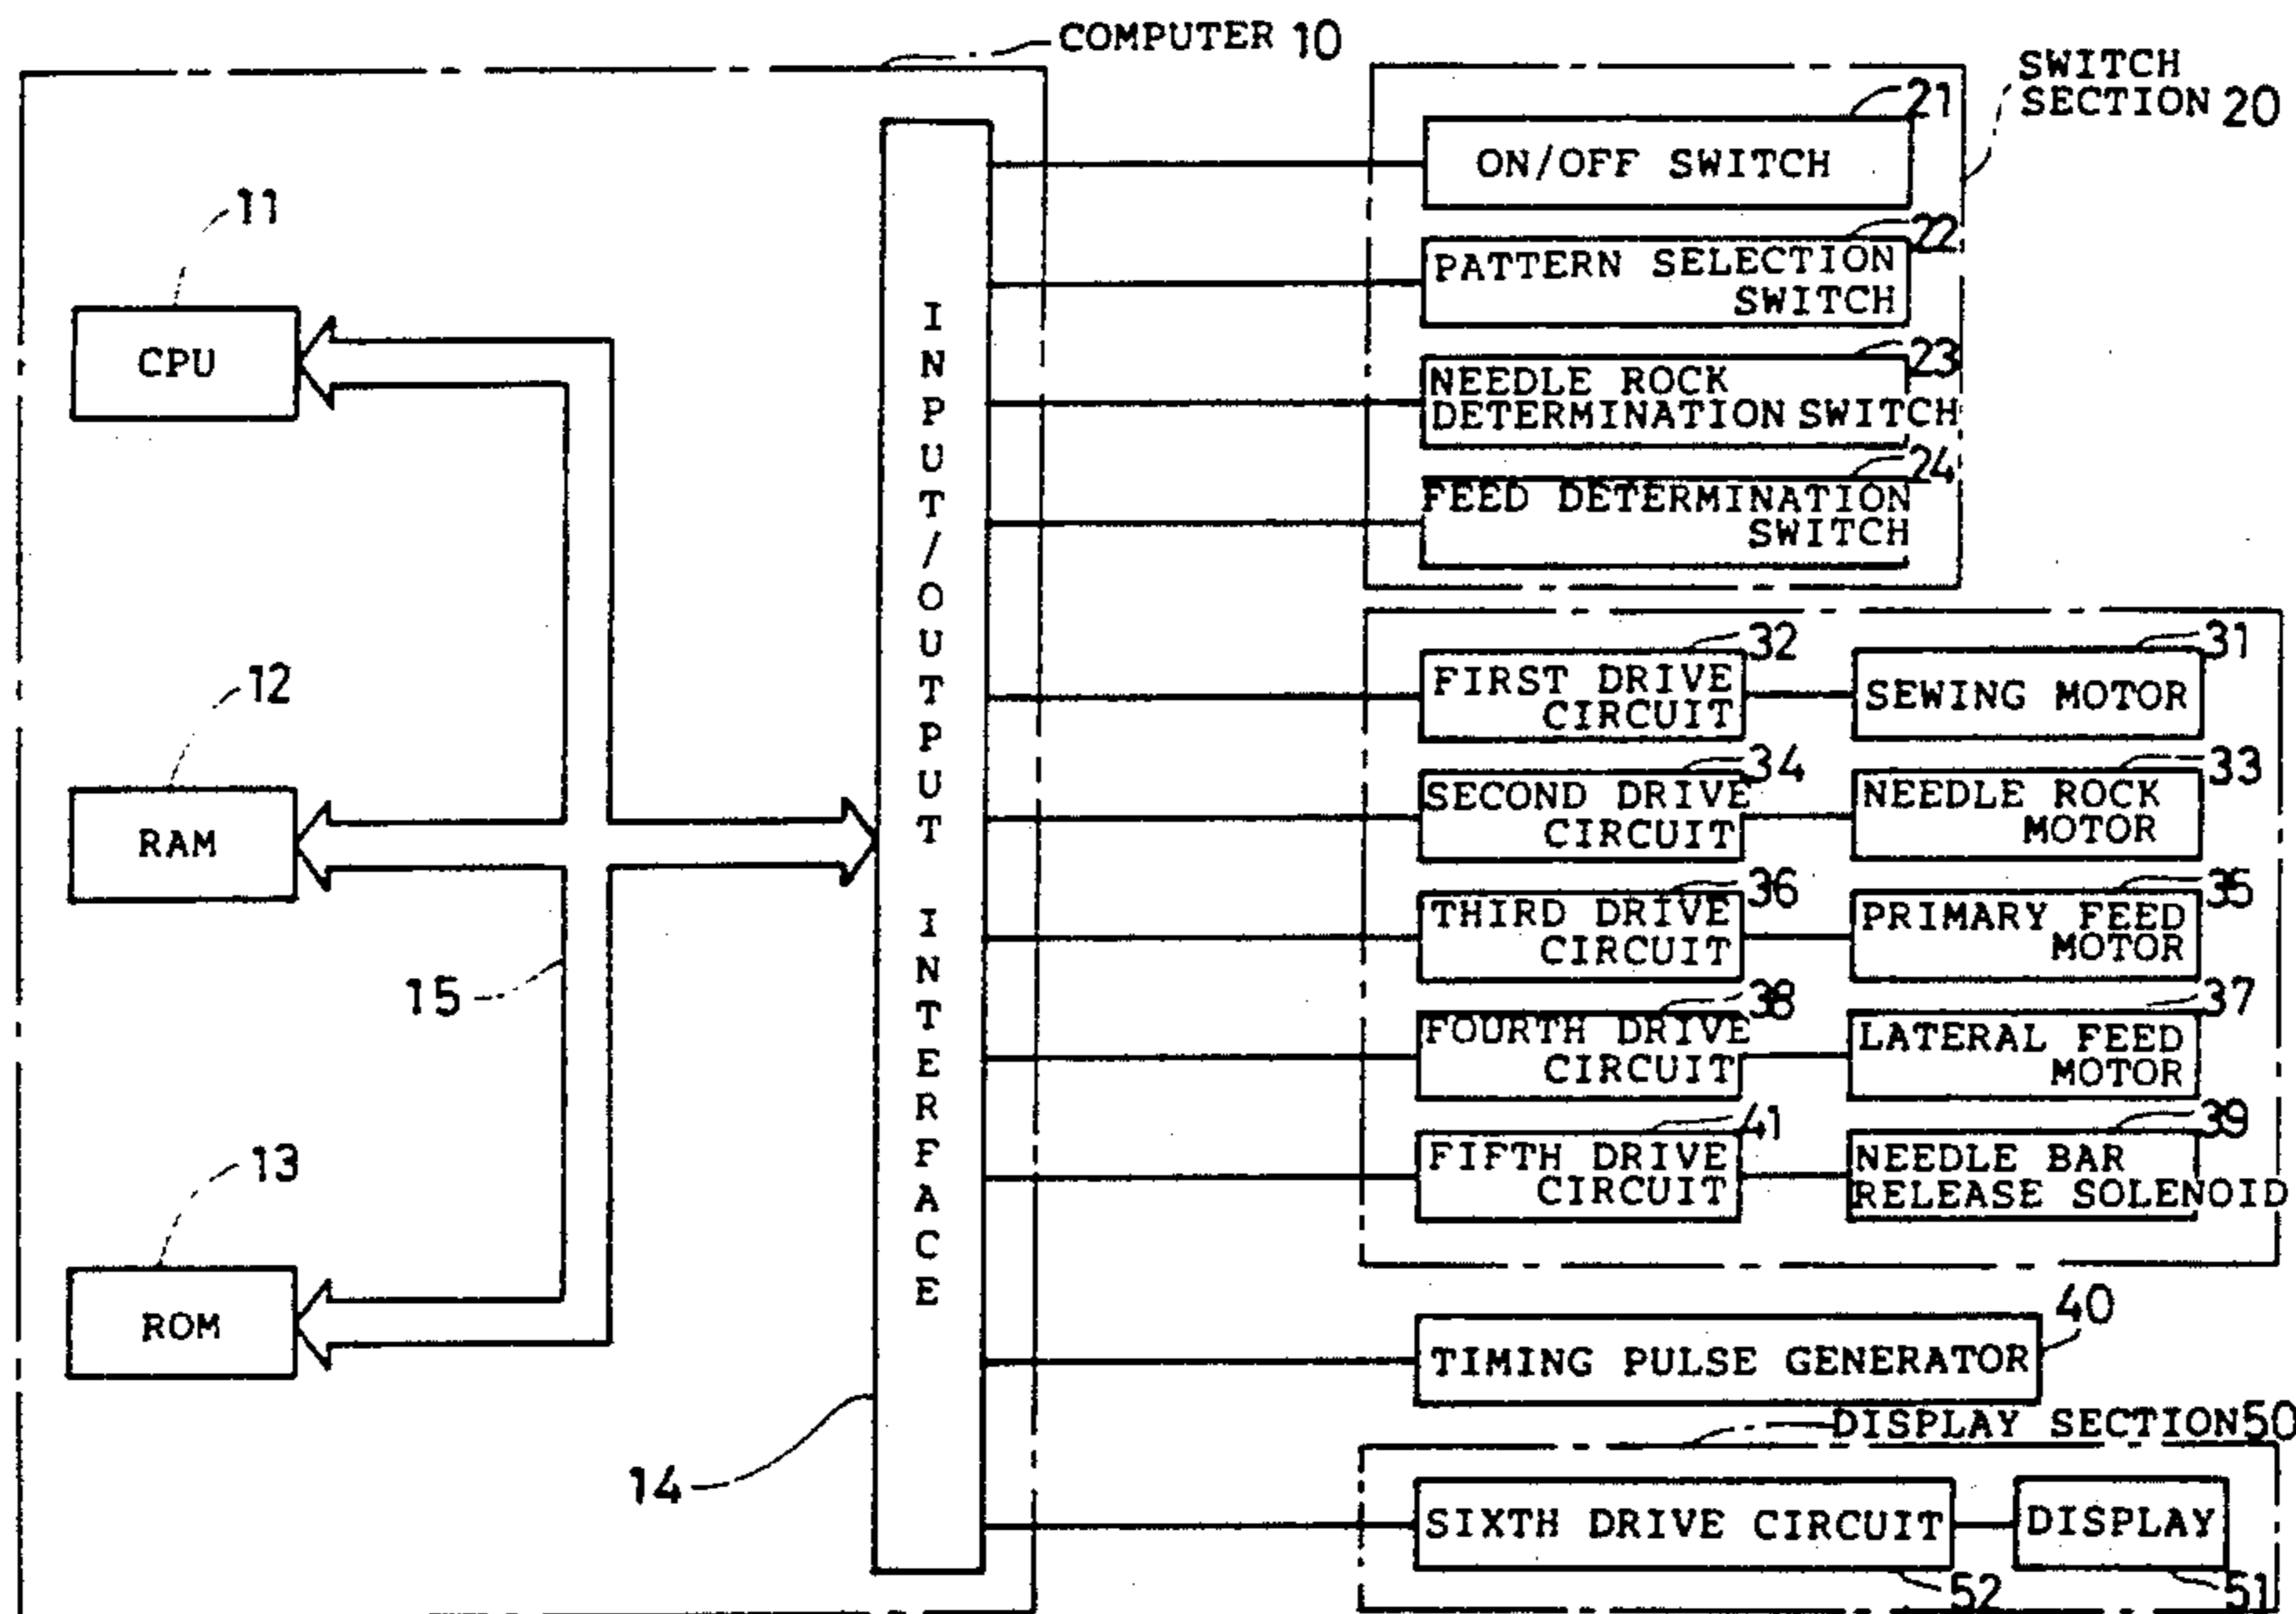 COMPUTER 10
SWITCH
SECTION 20
21
ON/OFF SWITCH
22
PATTERN SELECTION
SWITCH
23
NEEDLE ROCK
DETERMINATION SWITCH
24
FEED DETERMINATION
SWITCH
11
CPU
12
RAM
13
ROM
15
14
INPUT/OUTPUT INTERFACE
32
FIRST DRIVE
CIRCUIT
31
SEWING MOTOR
34
SECOND DRIVE
CIRCUIT
33
NEEDLE ROCK
MOTOR
36
THIRD DRIVE
CIRCUIT
35
PRIMARY FEED
MOTOR
38
FOURTH DRIVE
CIRCUIT
37
LATERAL FEED
MOTOR
41
FIFTH DRIVE
CIRCUIT
39
NEEDLE BAR
RELEASE SOLENOID
40
TIMING PULSE GENERATOR
DISPLAY SECTION 50
SIXTH DRIVE CIRCUIT
52
DISPLAY
51